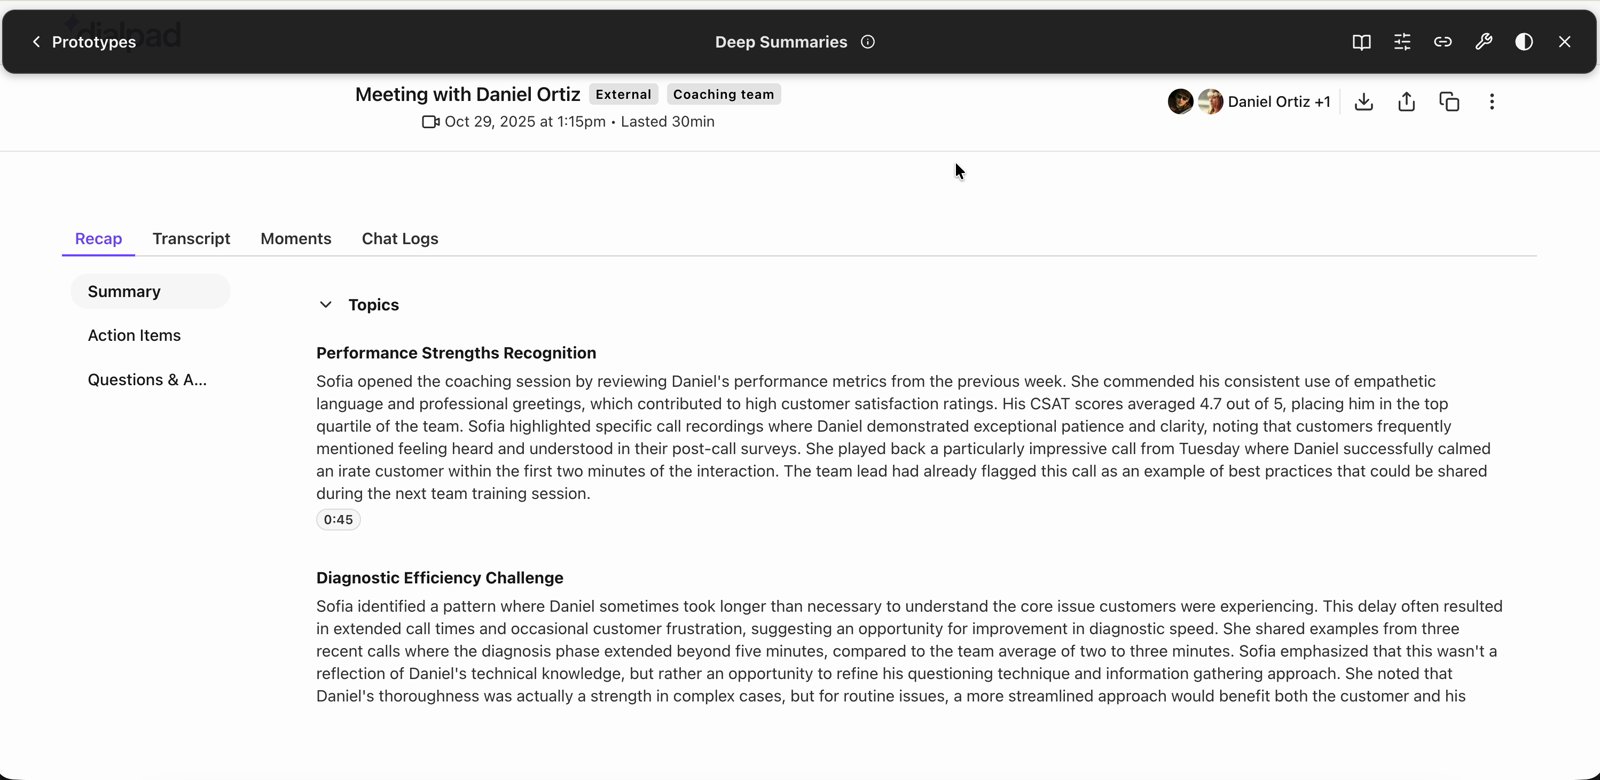 dialpad
Prototypes
Deep Summaries
Meeting with Daniel Ortiz
External
Coaching team
Oct 29, 2025 at 1:15pm • Lasted 30min
Daniel Ortiz +1
Recap
Transcript
Moments
Chat Logs
Summary
Action Items
Questions & A...
Topics
Performance Strengths Recognition
Sofia opened the coaching session by reviewing Daniel's performance metrics from the previous week. She commended his consistent use of empathetic
language and professional greetings, which contributed to high customer satisfaction ratings. His CSAT scores averaged 4.7 out of 5, placing him in the top
quartile of the team. Sofia highlighted specific call recordings where Daniel demonstrated exceptional patience and clarity, noting that customers frequently
mentioned feeling heard and understood in their post-call surveys. She played back a particularly impressive call from Tuesday where Daniel successfully calmed
an irate customer within the first two minutes of the interaction. The team lead had already flagged this call as an example of best practices that could be shared
during the next team training session.
0:45
Diagnostic Efficiency Challenge
Sofia identified a pattern where Daniel sometimes took longer than necessary to understand the core issue customers were experiencing. This delay often resulted
in extended call times and occasional customer frustration, suggesting an opportunity for improvement in diagnostic speed. She shared examples from three
recent calls where the diagnosis phase extended beyond five minutes, compared to the team average of two to three minutes. Sofia emphasized that this wasn't a
reflection of Daniel's technical knowledge, but rather an opportunity to refine his questioning technique and information gathering approach. She noted that
Daniel's thoroughness was actually a strength in complex cases, but for routine issues, a more streamlined approach would benefit both the customer and his